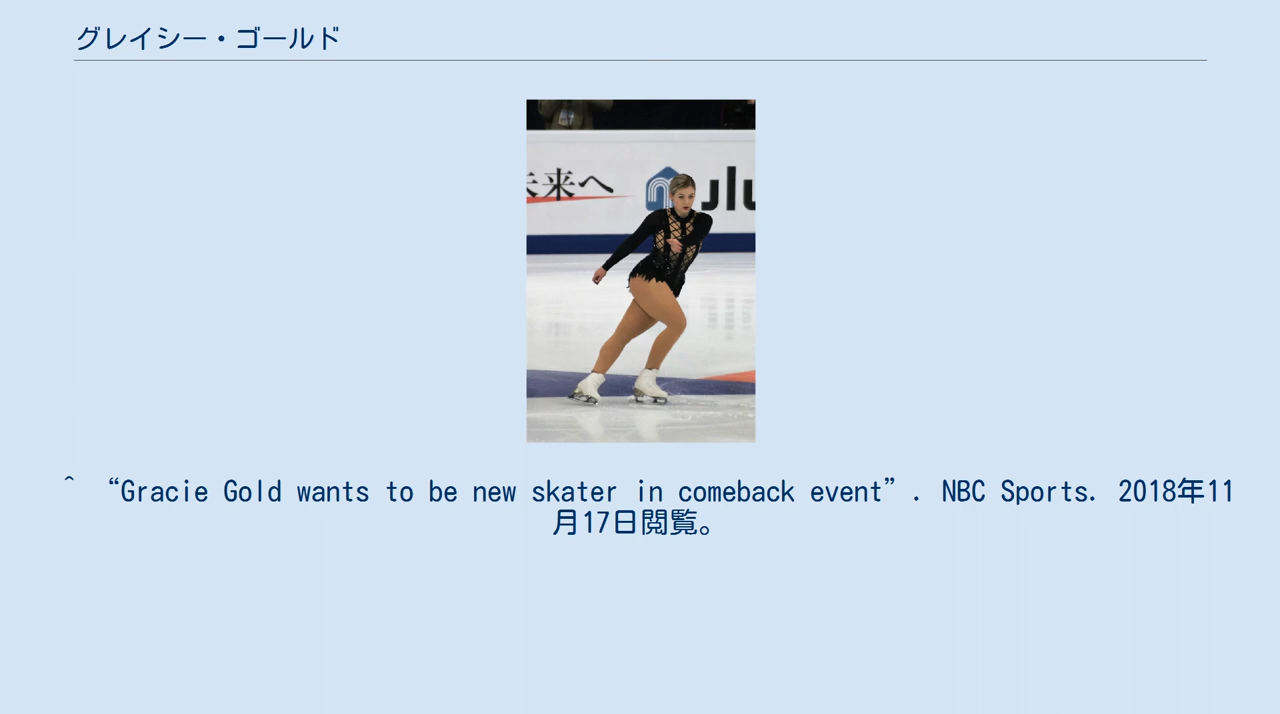 グレイシー・ゴールド
未来へ
^ “Gracie Gold wants to be new skater in comeback event”. NBC Sports. 2018年11
月17日閲覧。